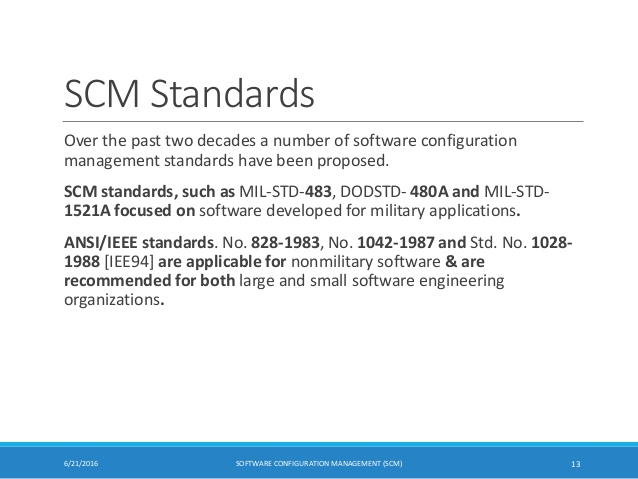 SCM Standards
Over the past two decades a number of software configuration
management standards have been proposed.
SCM standards, such as MIL-STD-483, DODSTD- 480A and MIL-STD-
1521A focused on software developed for military applications.
ANSI/IEEE standards. No. 828-1983, No. 1042-1987 and Std. No. 1028-
1988 [IEE94] are applicable for nonmilitary software & are
recommended for both large and small software engineering
organizations.
6/21/2016 SOFTWARE CONFIGURATION MANAGEMENT (SCM) 13